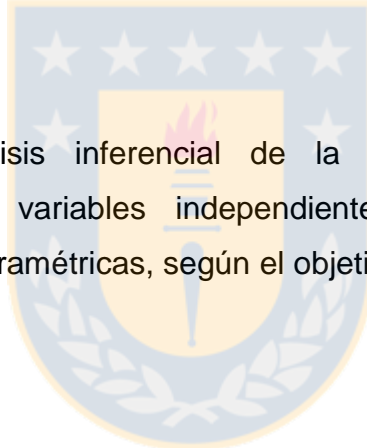 isis inferencial de la
variables independiente
ramétricas, según el objeti